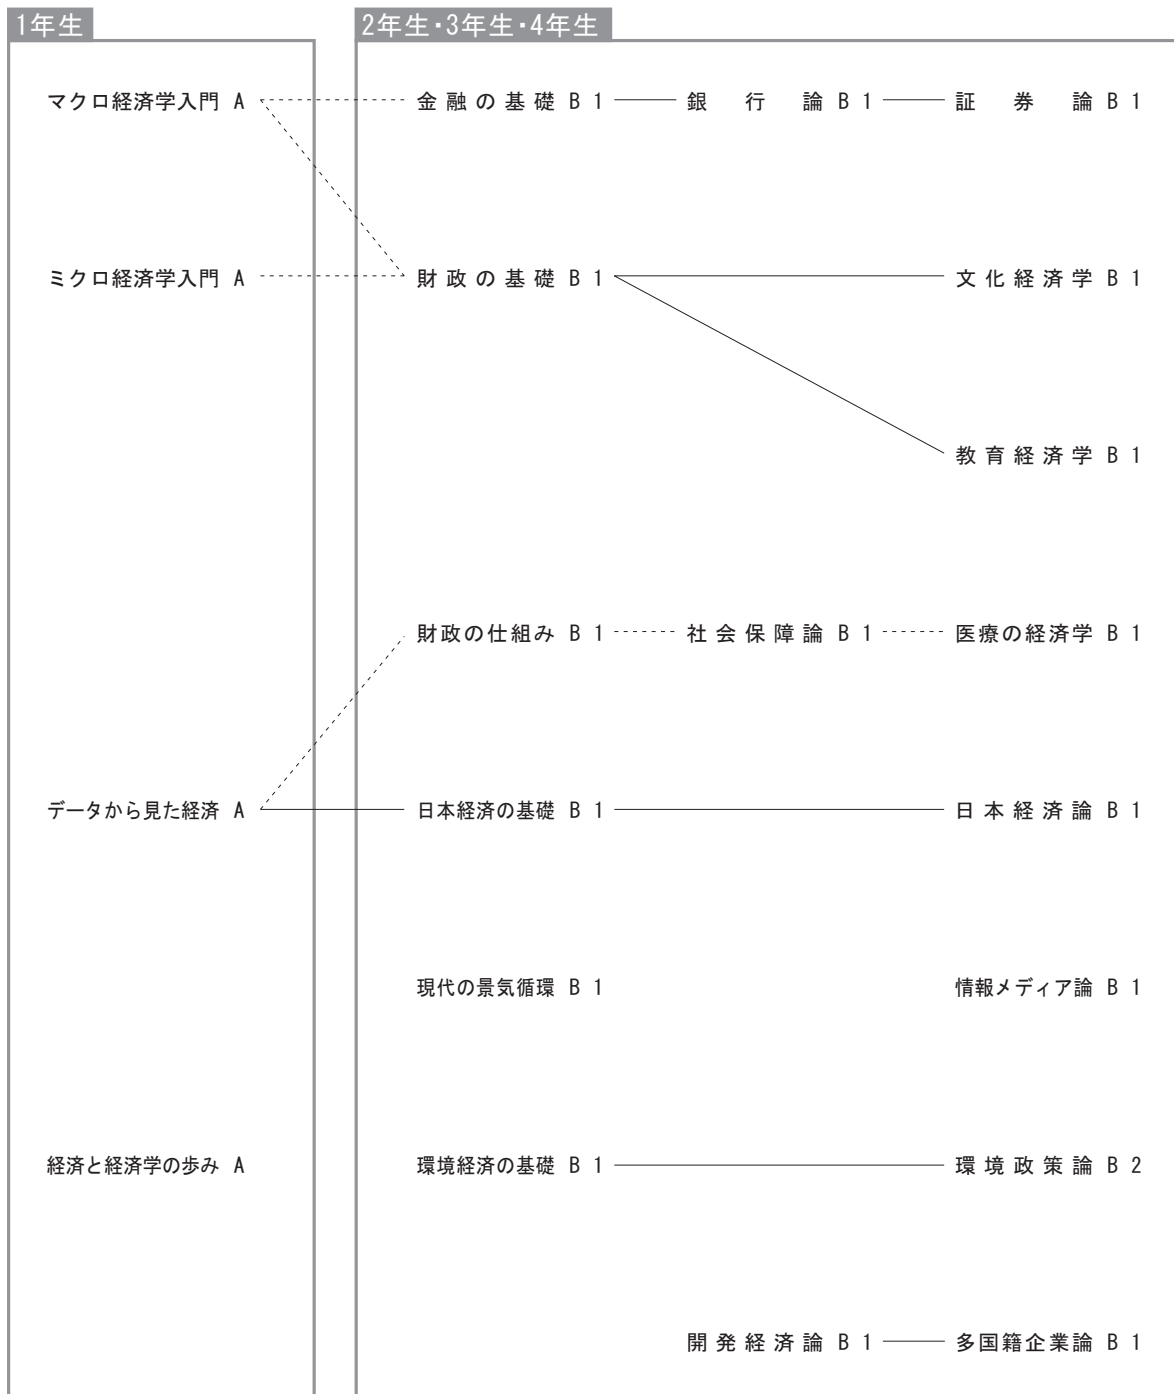 1年生 2年生・3年生・4年生
マクロ経済学入門 A 金融の基礎 B 1 銀行論 B 1 証券論 B 1
ミクロ経済学入門 A 財政の基礎 B 1 文化経済学 B 1
教育経済学 B 1
財政の仕組み B 1 社会保障論 B 1 医療の経済学 B 1
データから見た経済 A 日本経済の基礎 B 1 日本経済論 B 1
現代の景気循環 B 1 情報メディア論 B 1
経済と経済学の歩み A 環境経済の基礎 B 1 環境政策論 B 2
開発経済論 B 1 多国籍企業論 B 1